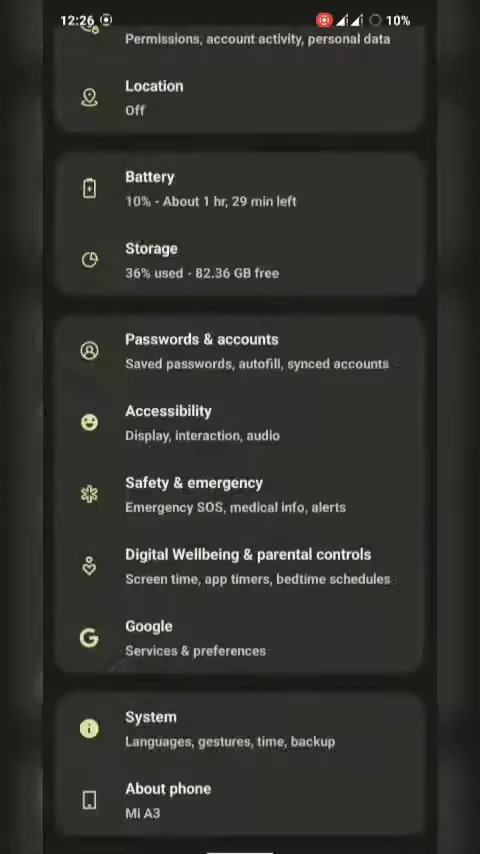 12:26 10%
Permissions, account activity, personal data
Location
Off
Battery
10% - About 1 hr, 29 min left
Storage
36% used - 82.36 GB free
Passwords & accounts
Saved passwords, autofill, synced accounts
Accessibility
Display, interaction, audio
Safety & emergency
Emergency SOS, medical info, alerts
Digital Wellbeing & parental controls
Screen time, app timers, bedtime schedules
Google
Services & preferences
System
Languages, gestures, time, backup
About phone
Mi A3